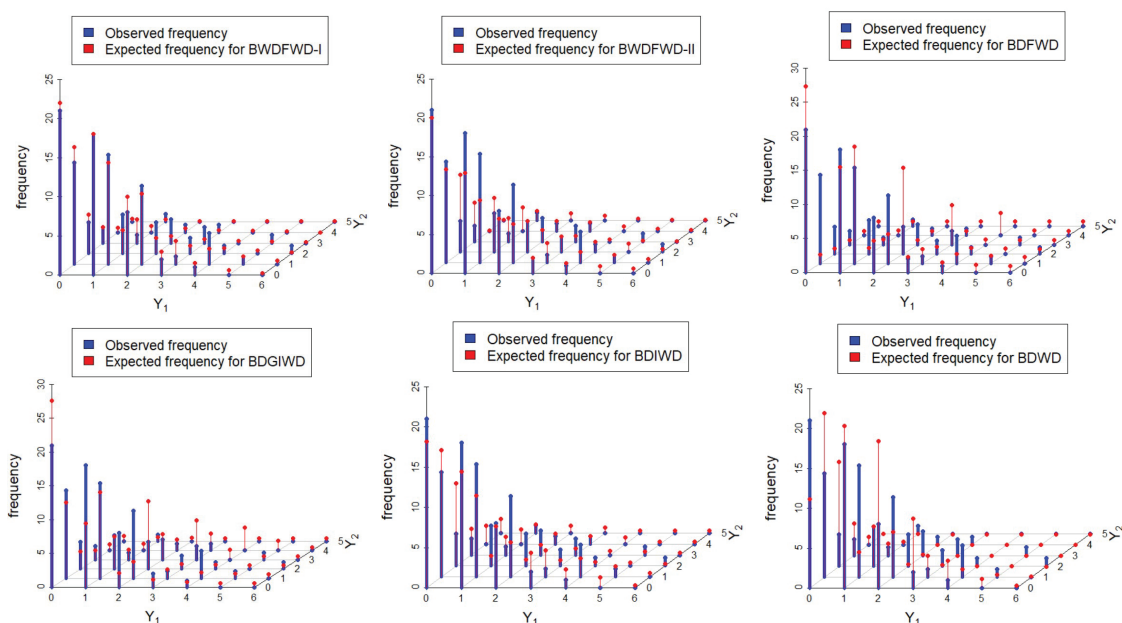 Observed frequency
Expected frequency for BWDFWD-I
frequency
25
20
15
10
5
0
0 1 2 3 4 5 6
Y1
0 1 2 3 4 5
Y2
Observed frequency
Expected frequency for BWDFWD-II
frequency
25
20
15
10
5
0
0 1 2 3 4 5 6
Y1
0 1 2 3 4 5
Y2
Observed frequency
Expected frequency for BDFWD
frequency
30
25
20
15
10
5
0
0 1 2 3 4 5 6
Y1
0 1 2 3 4 5
Y2
Observed frequency
Expected frequency for BDGIWD
frequency
30
25
20
15
10
5
0
0 1 2 3 4 5 6
Y1
0 1 2 3 4 5
Y2
Observed frequency
Expected frequency for BDIWD
frequency
25
20
15
10
5
0
0 1 2 3 4 5 6
Y1
0 1 2 3 4 5
Y2
Observed frequency
Expected frequency for BDWD
frequency
25
20
15
10
5
0
0 1 2 3 4 5 6
Y1
0 1 2 3 4 5
Y2